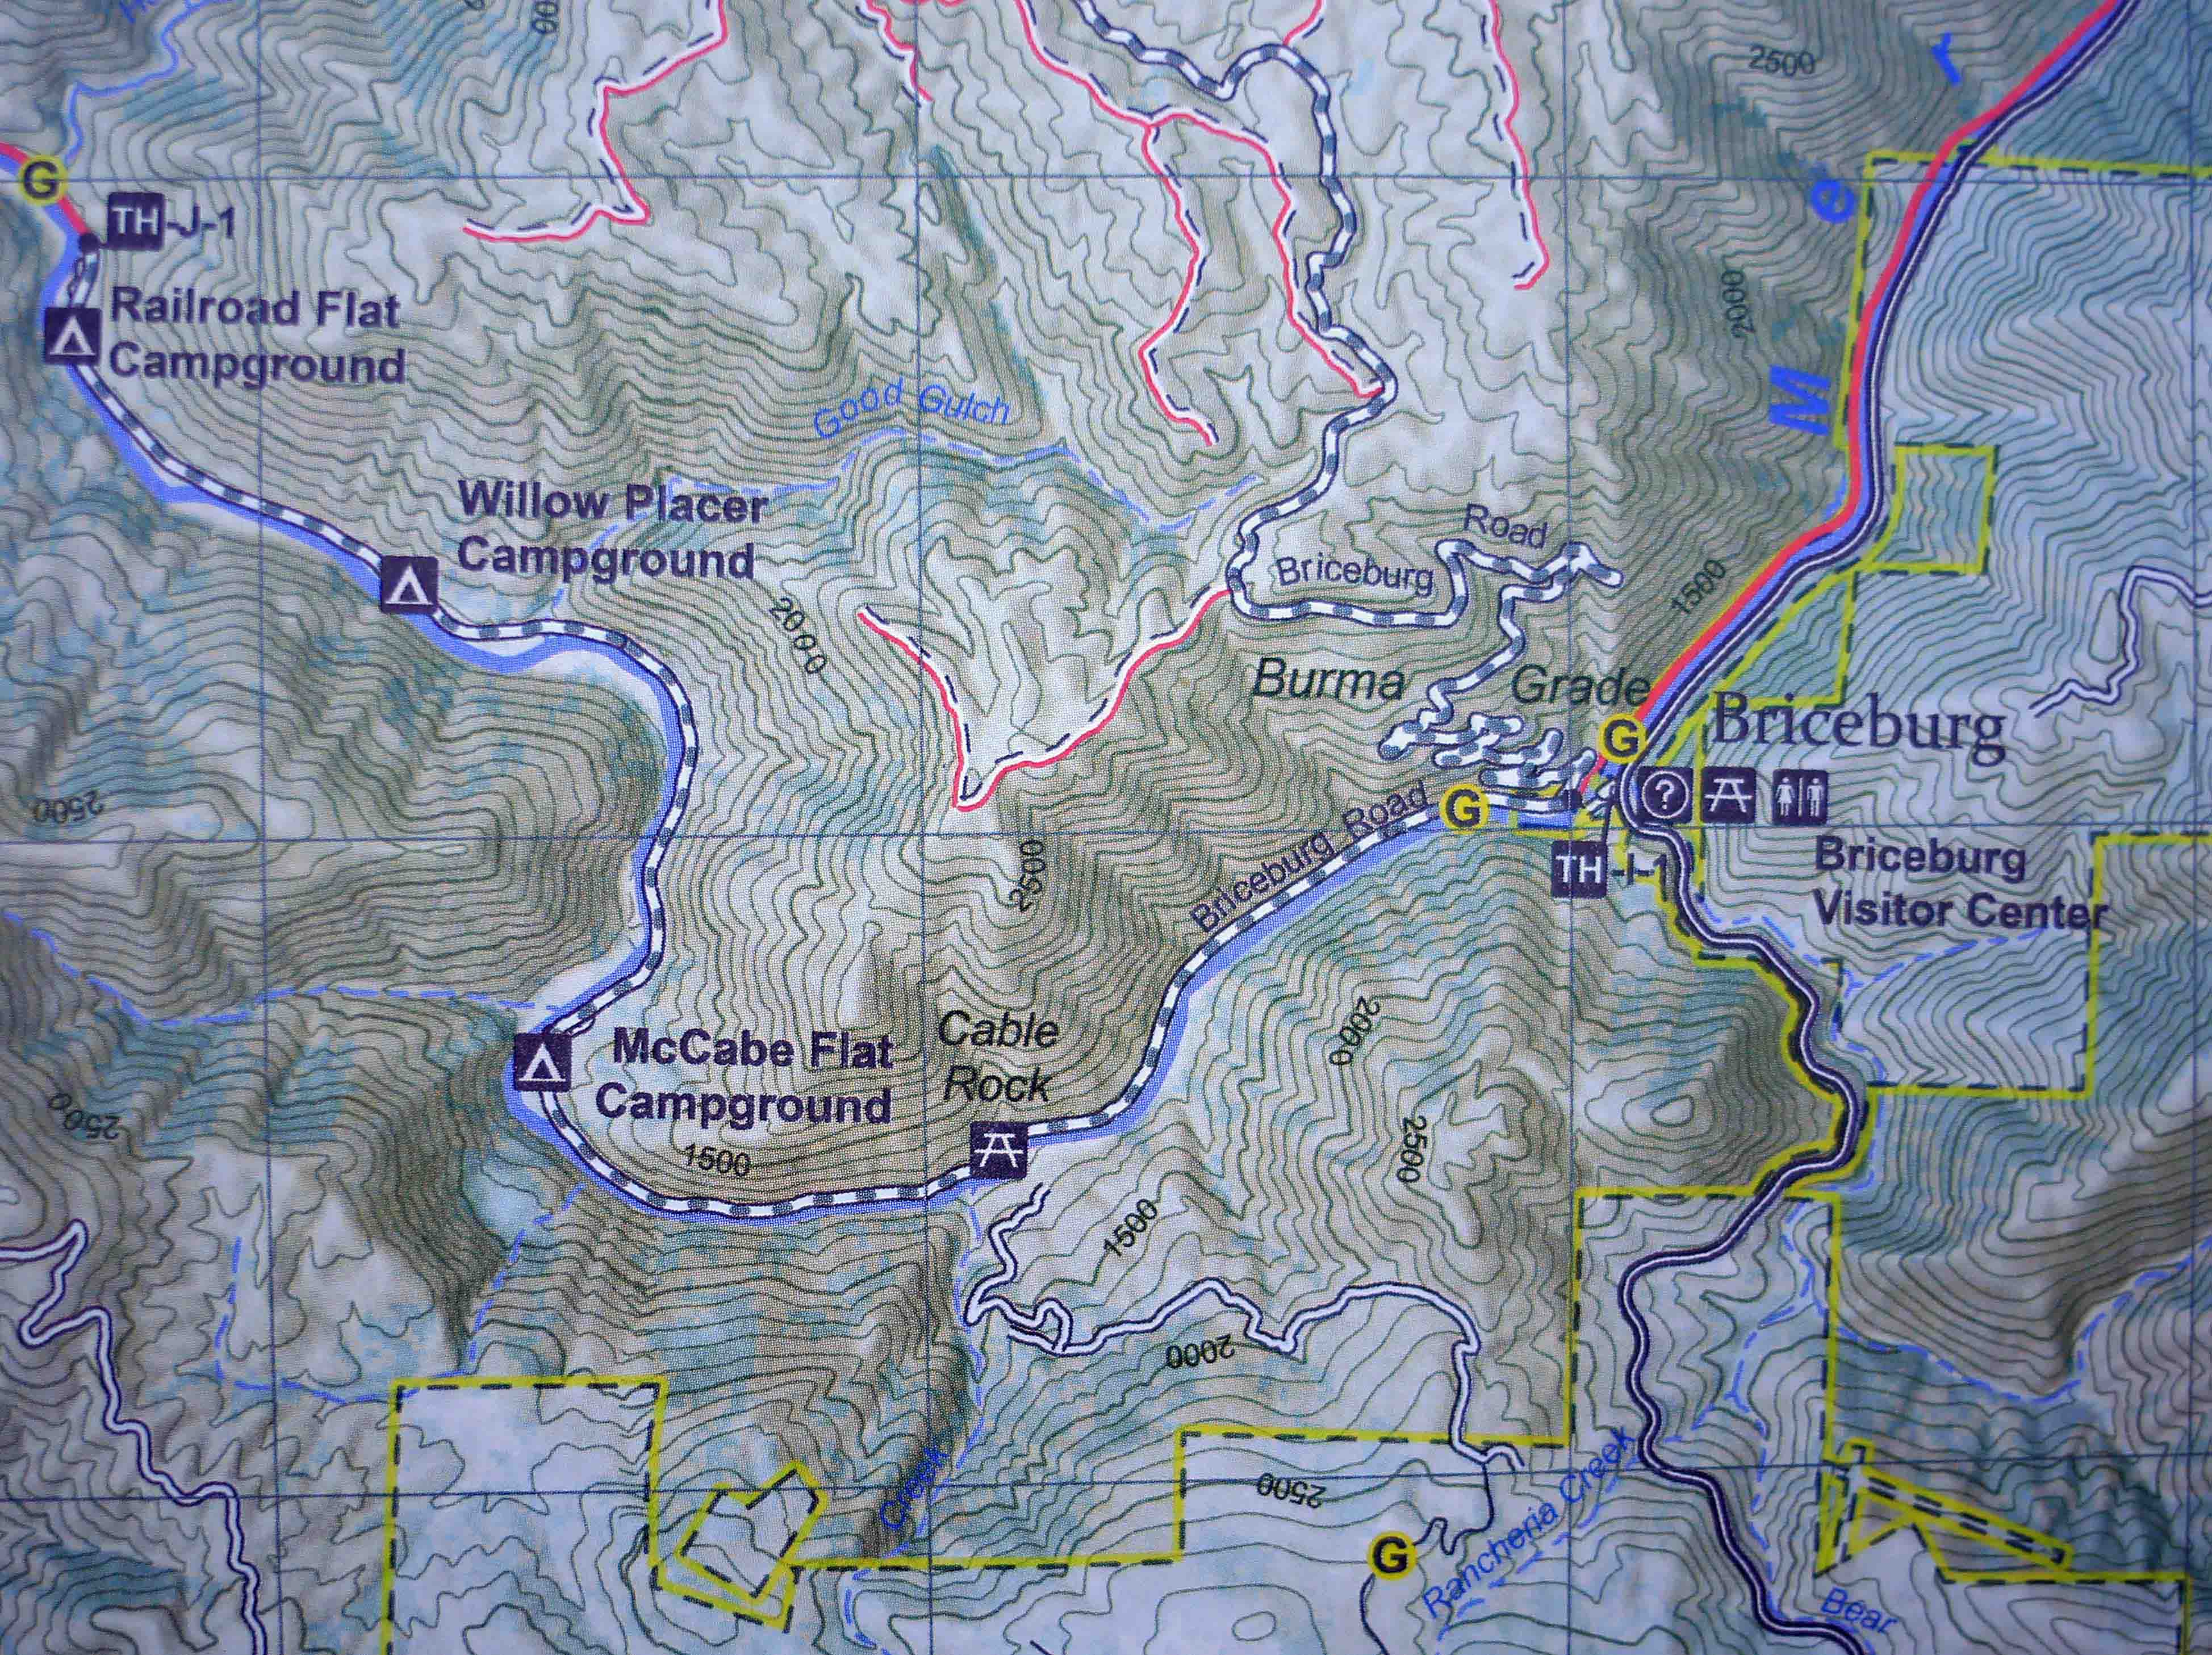 2500
r
e
M
G
TH-J-1
Railroad Flat
Campground
Good Gulch
2000
Willow Placer
Campground
Road
Briceburg
1500
2000
Burma Grade
G
Briceburg
?
2500
Briceburg Road
G
TH-I-1
Briceburg
Visitor Center
2500
Cable
Rock
2000
McCabe Flat
Campground
2500
1500
2500
1500
2000
Creek
2500
G
Rancheria Creek
Bear